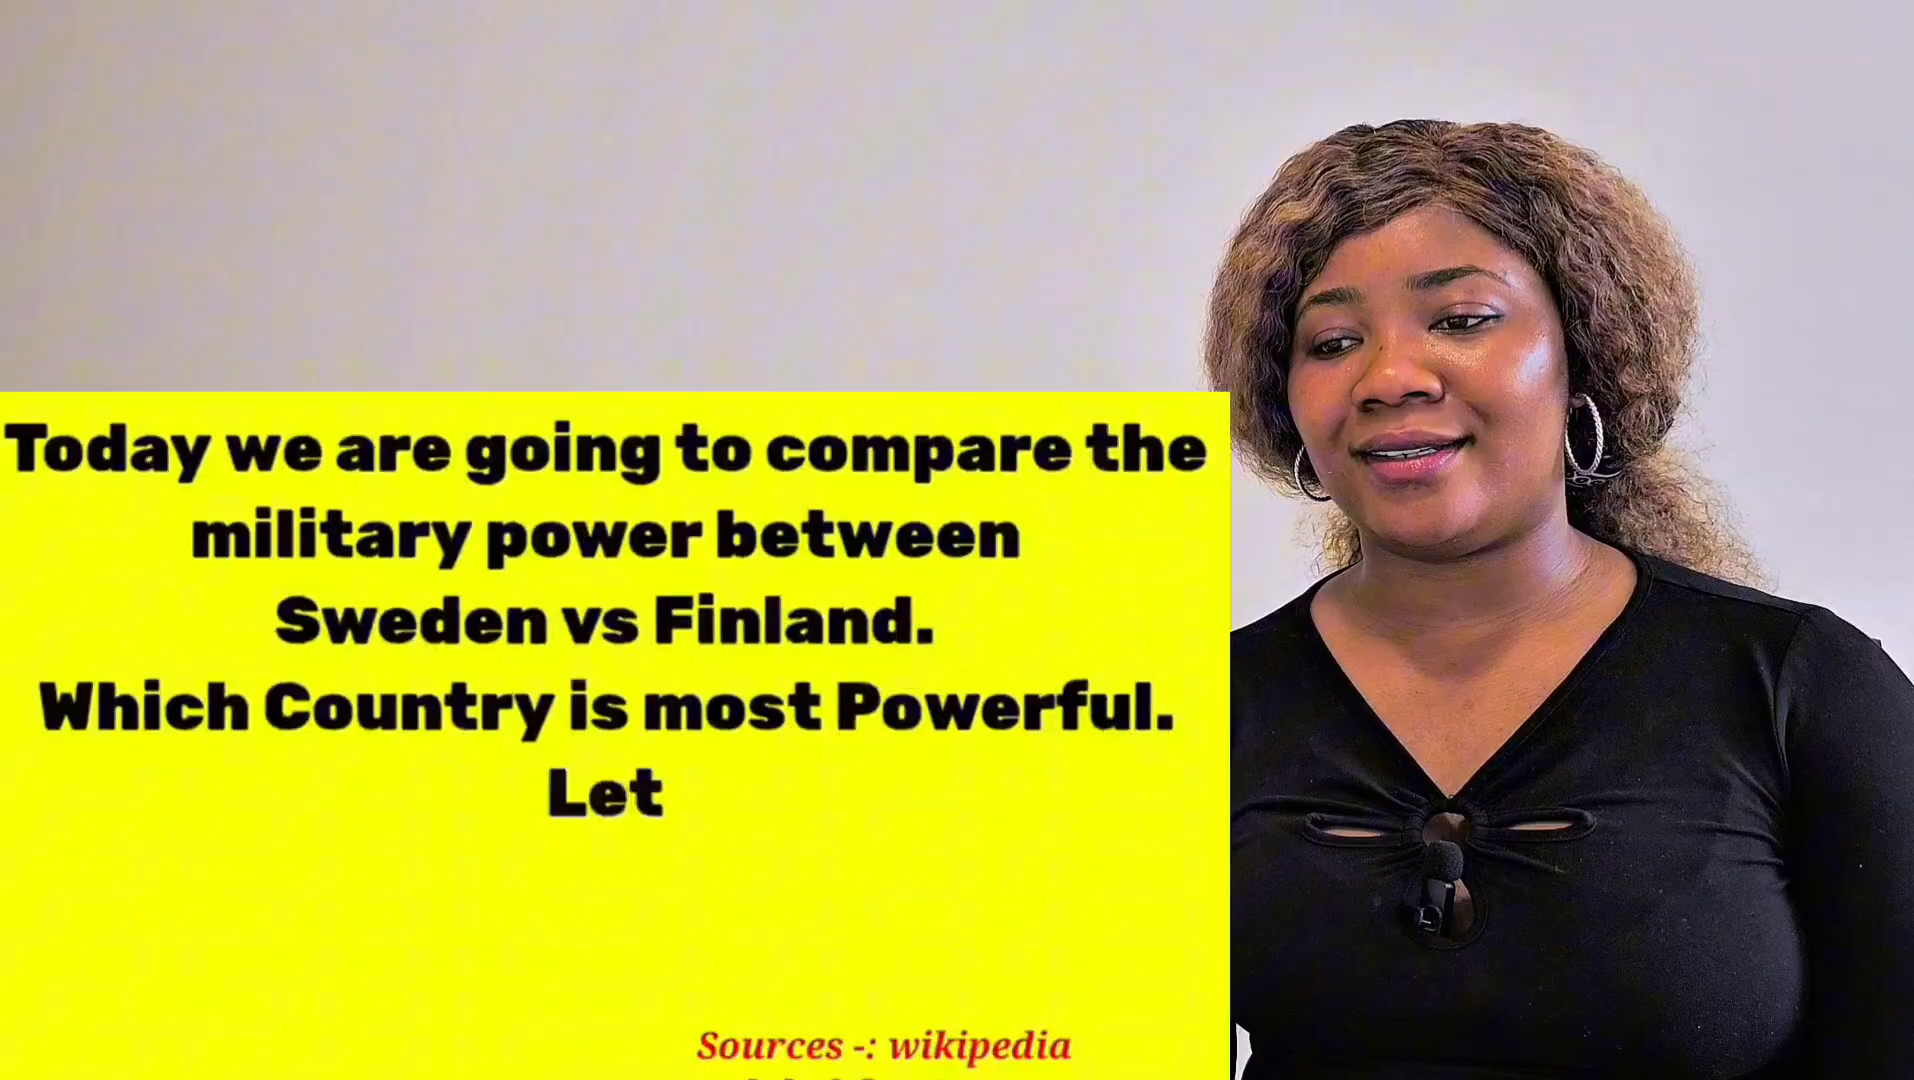 Today we are going to compare the
military power between
Sweden vs Finland.
Which Country is most Powerful.
Let
Sources -: wikipedia